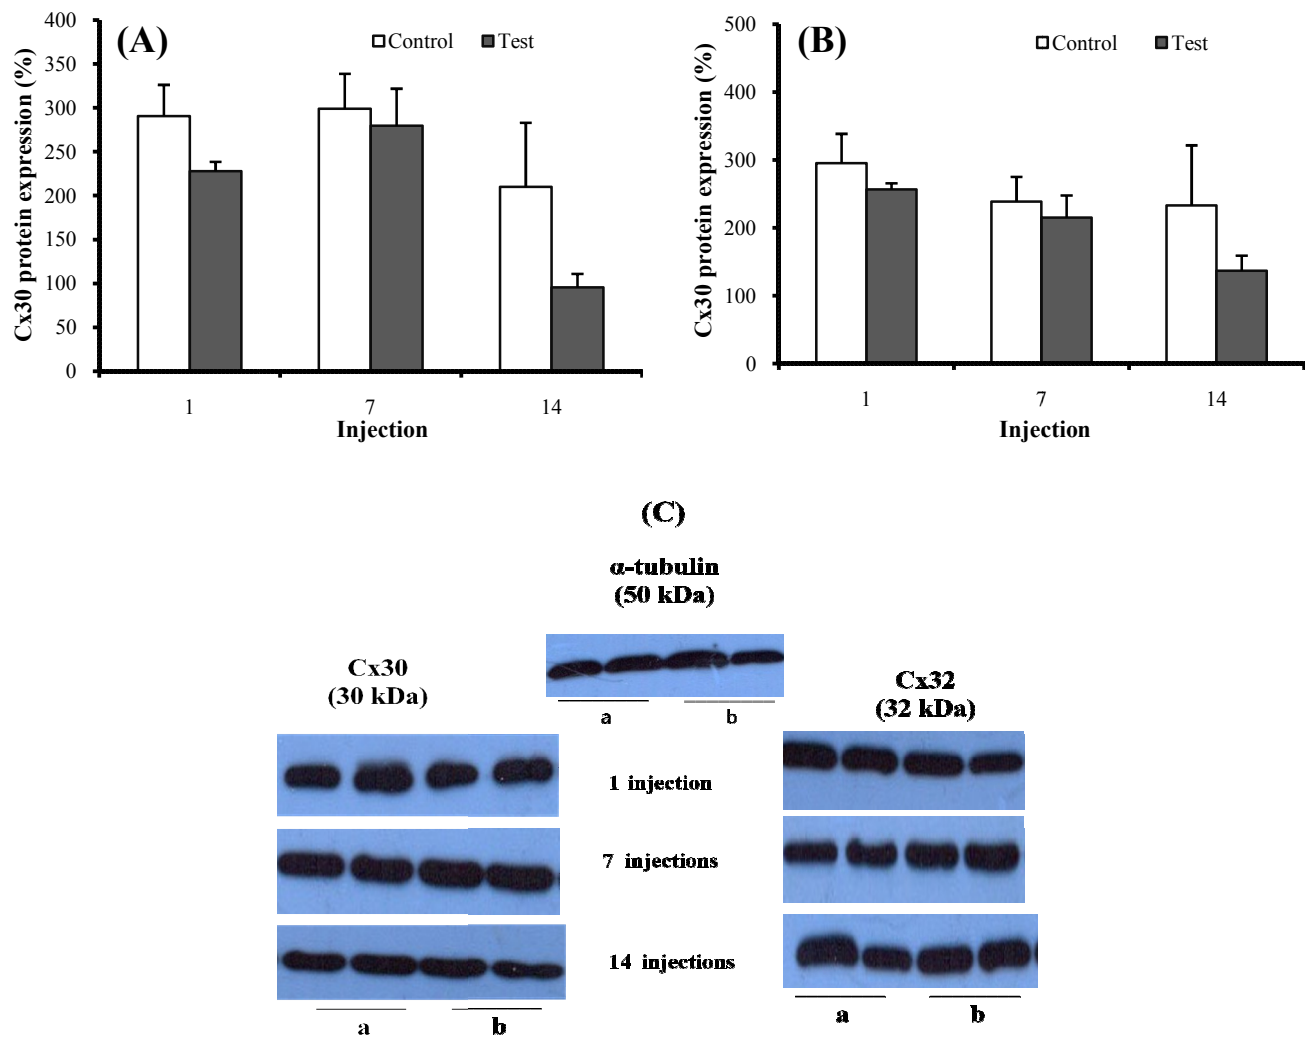 (A)
Control Test
Cx30 protein expression (%)
400
350
300
250
200
150
100
50
0
1 7 14
Injection
(B)
Control Test
Cx30 protein expression (%)
500
400
300
200
100
0
1 7 14
Injection
(C)
α-tubulin
(50 kDa)
a b
Cx30
(30 kDa)
Cx32
(32 kDa)
1 injection
7 injections
14 injections
a b
a b